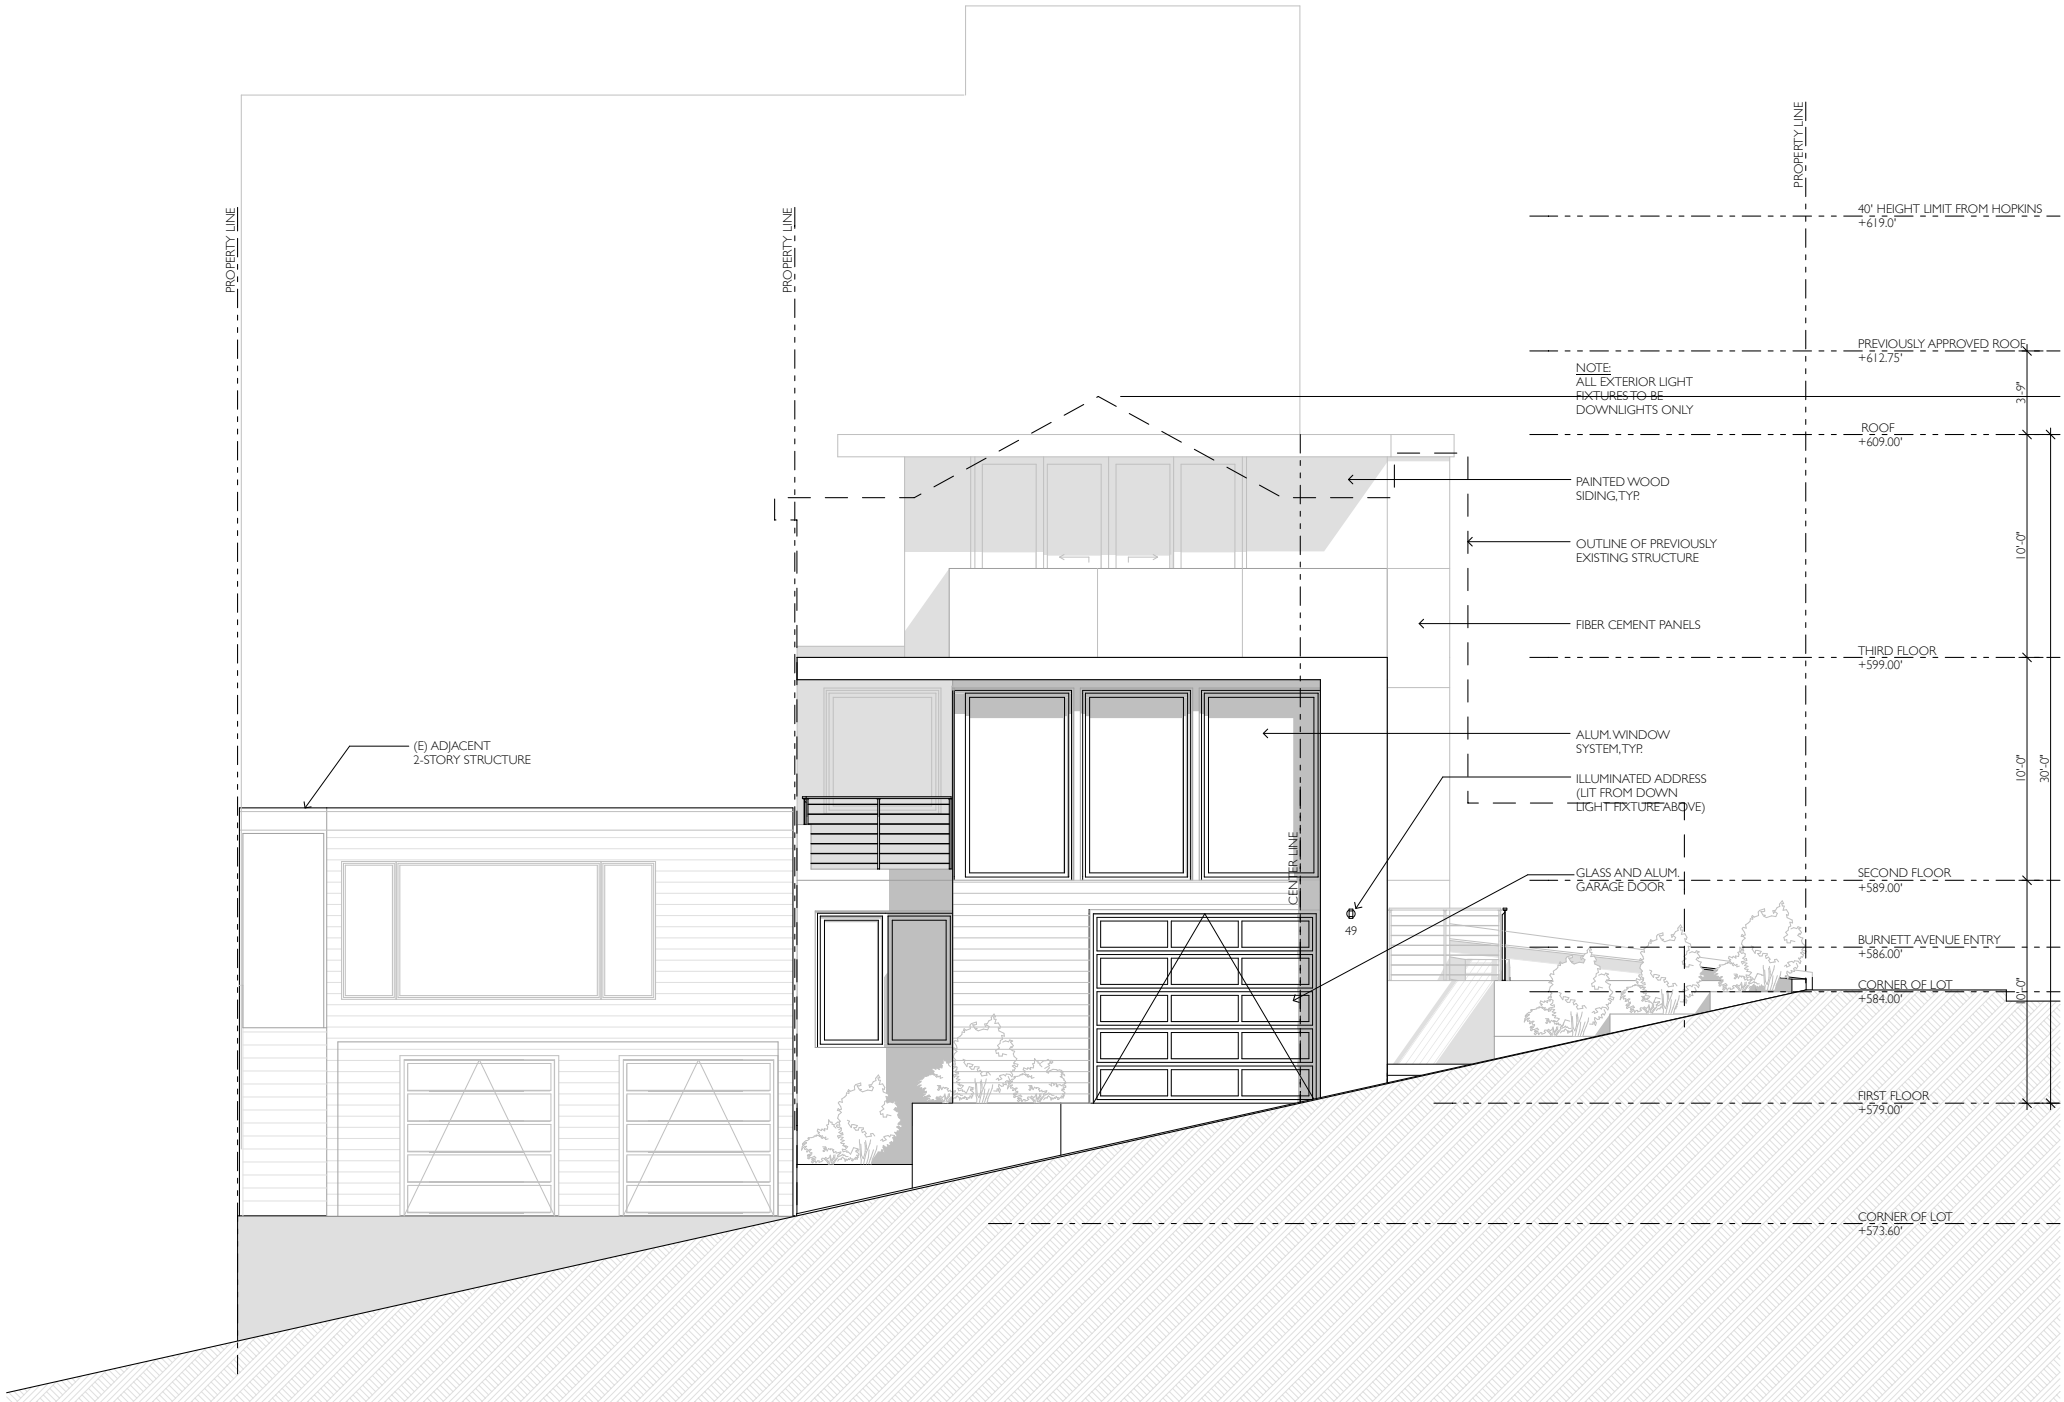 PROPERTY LINE
PROPERTY LINE
PROPERTY LINE
40' HEIGHT LIMIT FROM HOPKINS
+619.0'
PREVIOUSLY APPROVED ROOF
+612.75'
NOTE:
ALL EXTERIOR LIGHT
FIXTURES TO BE
DOWNLIGHTS ONLY
3'-9"
ROOF
+609.00'
PAINTED WOOD
SIDING, TYP.
OUTLINE OF PREVIOUSLY
EXISTING STRUCTURE
10'-0"
FIBER CEMENT PANELS
THIRD FLOOR
+599.00'
(E) ADJACENT
2-STORY STRUCTURE
ALUM. WINDOW
SYSTEM, TYP.
10'-0"
30'-0"
ILLUMINATED ADDRESS
(LIT FROM DOWN
LIGHT FIXTURE ABOVE)
CENTER LINE
GLASS AND ALUM.
GARAGE DOOR
SECOND FLOOR
+589.00'
49
BURNETT AVENUE ENTRY
+586.00'
CORNER OF LOT
+584.00'
10'-0"
FIRST FLOOR
+579.00'
CORNER OF LOT
+573.60'